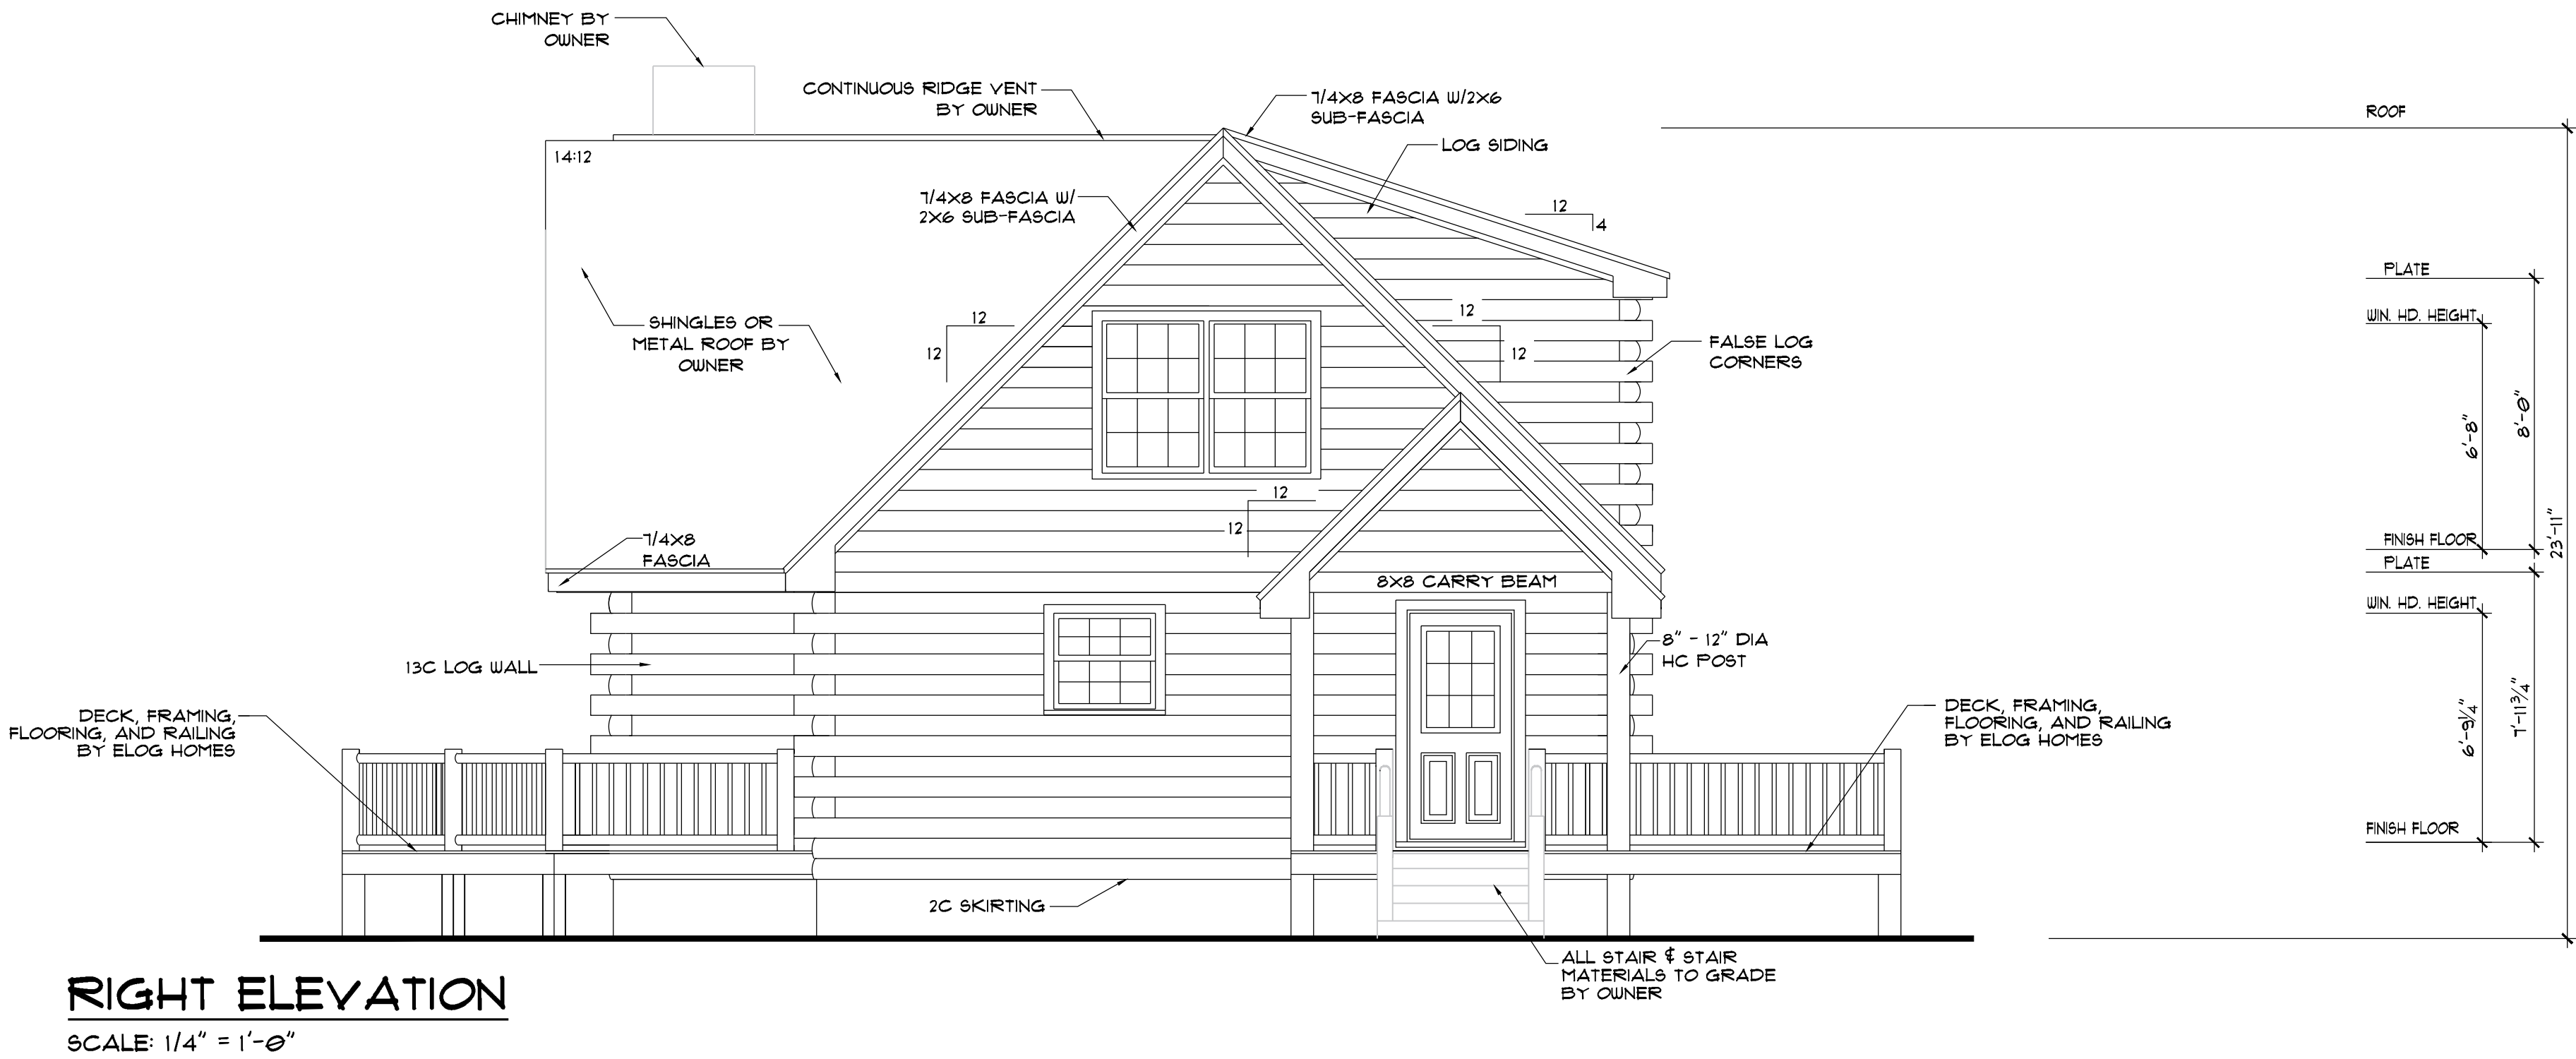 CHIMNEY BY
OWNER
CONTINUOUS RIDGE VENT
BY OWNER
7/4X8 FASCIA W/2X6
SUB-FASCIA
ROOF
LOG SIDING
14:12
7/4X8 FASCIA W/
2X6 SUB-FASCIA
12
4
PLATE
WIN. HD. HEIGHT
SHINGLES OR
METAL ROOF BY
OWNER
12
12
12
12
FALSE LOG
CORNERS
6'-8"
8'-0"
12
12
23'-11"
7/4X8
FASCIA
FINISH FLOOR
PLATE
8X8 CARRY BEAM
WIN. HD. HEIGHT
13C LOG WALL
8" - 12" DIA
HC POST
DECK, FRAMING,
FLOORING, AND RAILING
BY ELOG HOMES
DECK, FRAMING,
FLOORING, AND RAILING
BY ELOG HOMES
6'-9 1/4"
7'-11 3/4"
FINISH FLOOR
2C SKIRTING
ALL STAIR & STAIR
MATERIALS TO GRADE
BY OWNER
RIGHT ELEVATION
SCALE: 1/4" = 1'-0"